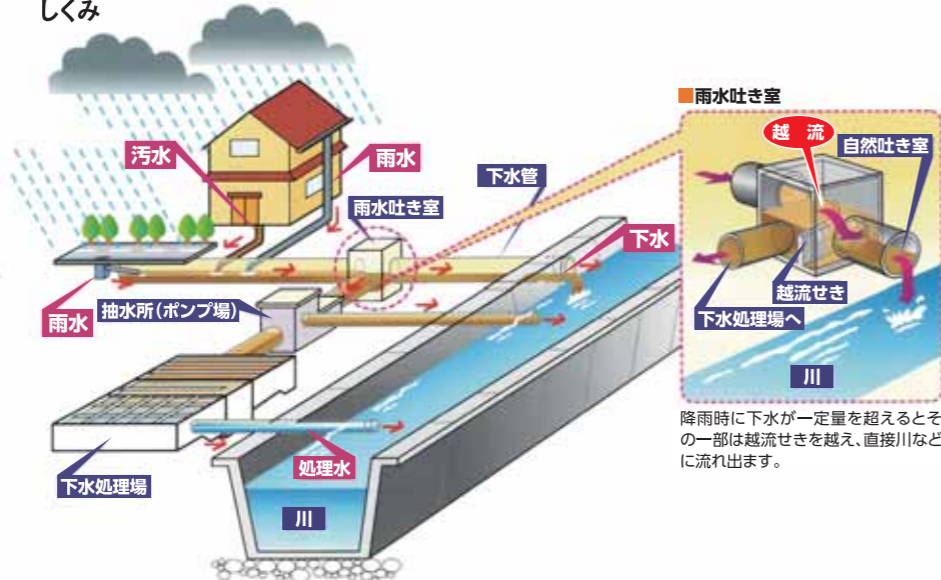 しくみ
■雨水吐き室
越 流
自然吐き室
汚水
雨水
下水管
雨水吐き室
下水
越流せき
下水処理場へ
川
雨水
抽水所（ポンプ場）
降雨時に下水が一定量を超えるとそ
の一部は越流せきを越え、直接川など
に流れ出ます。
処理水
下水処理場
川